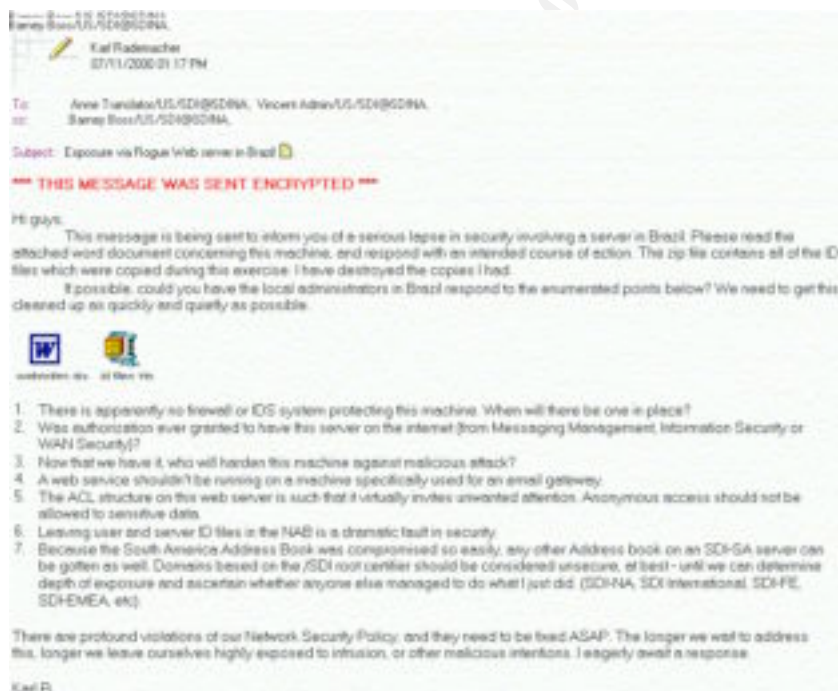 Barney Boss/US/SDI@SDINA,
Karl Rademacher
07/11/2000 01:17 PM
To: Anne Translator/US/SDI@SDINA, Vincent Admin/US/SDI@SDINA,
cc: Barney Boss/US/SDI@SDINA,
Subject: Exposure via Rogue Web server in Brazil
*** THIS MESSAGE WAS SENT ENCRYPTED ***
Hi guys,
This message is being sent to inform you of a serious lapse in security involving a server in Brazil. Please read the
attached word document concerning this machine, and respond with an intended course of action. The zip file contains all of the ID
files which were copied during this exercise. I have destroyed the copies I had.
If possible, could you have the local administrators in Brazil respond to the enumerated points below? We need to get this
cleaned up as quickly and quietly as possible.
1. There is apparently no firewall or IDS system protecting this machine. When will there be one in place?
2. Was authorization ever granted to have this server on the internet (from Messaging Management, Information Security or
WAN Security)?
3. Now that we have it, who will harden this machine against malicious attack?
4. A web service shouldn't be running on a machine specifically used for an email gateway.
5. The ACL structure on this web server is such that it virtually invites unwanted attention. Anonymous access should not be
allowed to sensitive data.
6. Leaving user and server ID files in the NAB is a dramatic fault in security.
7. Because the South America Address Book was compromised so easily, any other Address book on an SDI-SA server can
be gotten as well. Domains based on the /SDI root certifier should be considered unsecure, at best - until we can determine
depth of exposure and ascertain whether anyone else managed to do what I just did. (SDI-NA, SDI International, SDI-FE,
SDI-EMEA, etc).
There are profound violations of our Network Security Policy, and they need to be fixed ASAP. The longer we wait to address
this, longer we leave ourselves highly exposed to intrusion, or other malicious intentions. I eagerly await a response.
Karl R.